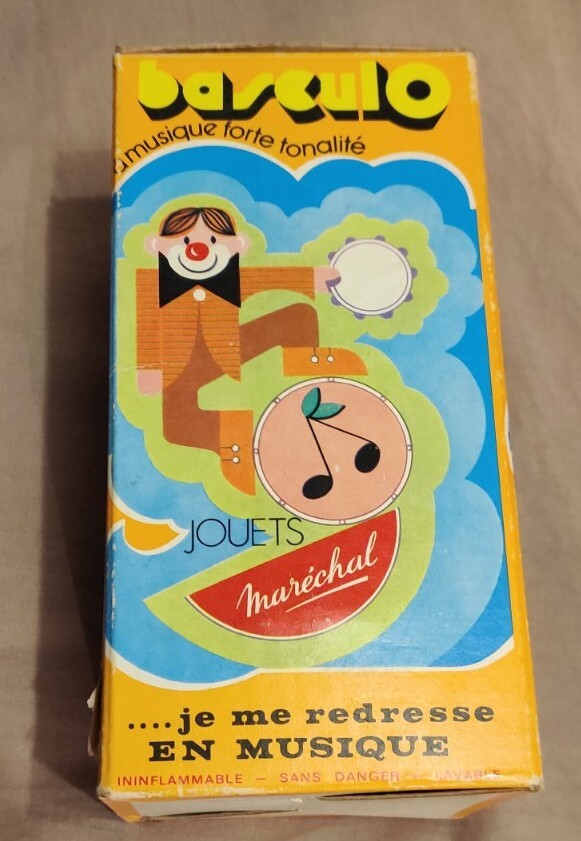 basculo
musique forte tonalité
JOUETS
Maréchal
....je me redresse
EN MUSIQUE
ININFLAMMABLE – SANS DANGER – LAVABLE